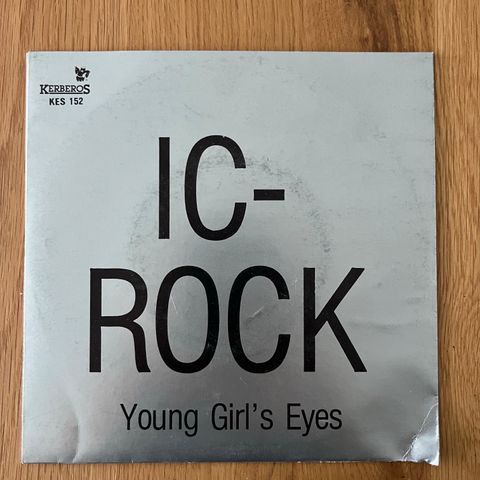 KERBEROS
KES 152
IC-
ROCK
Young Girl's Eyes